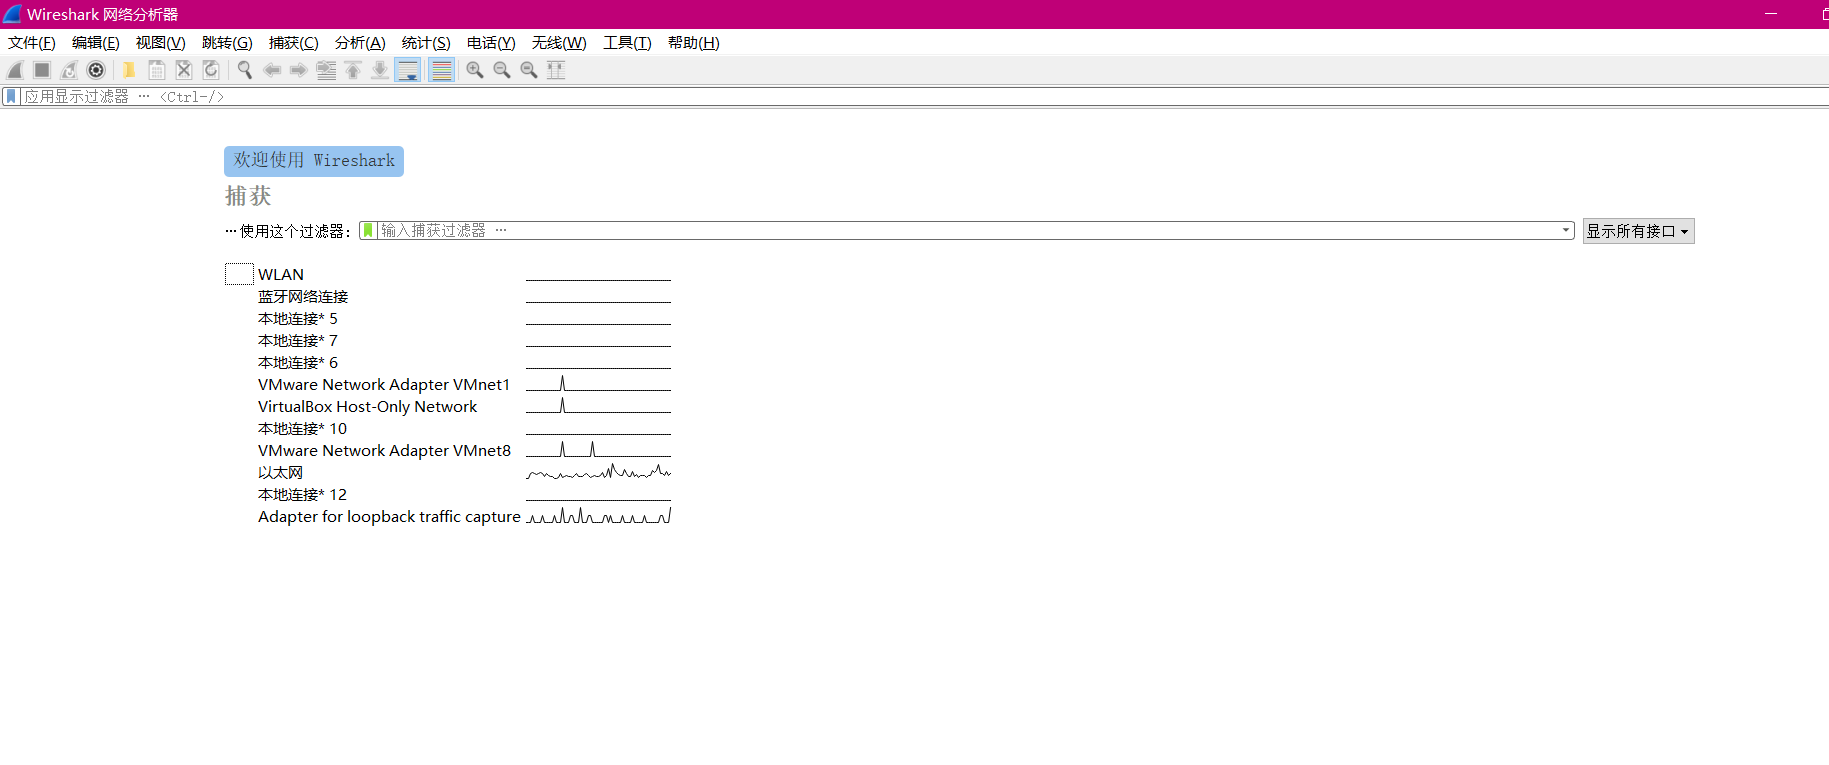 Wireshark 网络分析器
文件(F) 编辑(E) 视图(V) 跳转(G) 捕获(C) 分析(A) 统计(S) 电话(Y) 无线(W) 工具(T) 帮助(H)
应用显示过滤器 … <Ctrl-/>
欢迎使用 Wireshark
捕获
…使用这个过滤器: 输入捕获过滤器 … 显示所有接口
WLAN
蓝牙网络连接
本地连接* 5
本地连接* 7
本地连接* 6
VMware Network Adapter VMnet1
VirtualBox Host-Only Network
本地连接* 10
VMware Network Adapter VMnet8
以太网
本地连接* 12
Adapter for loopback traffic capture